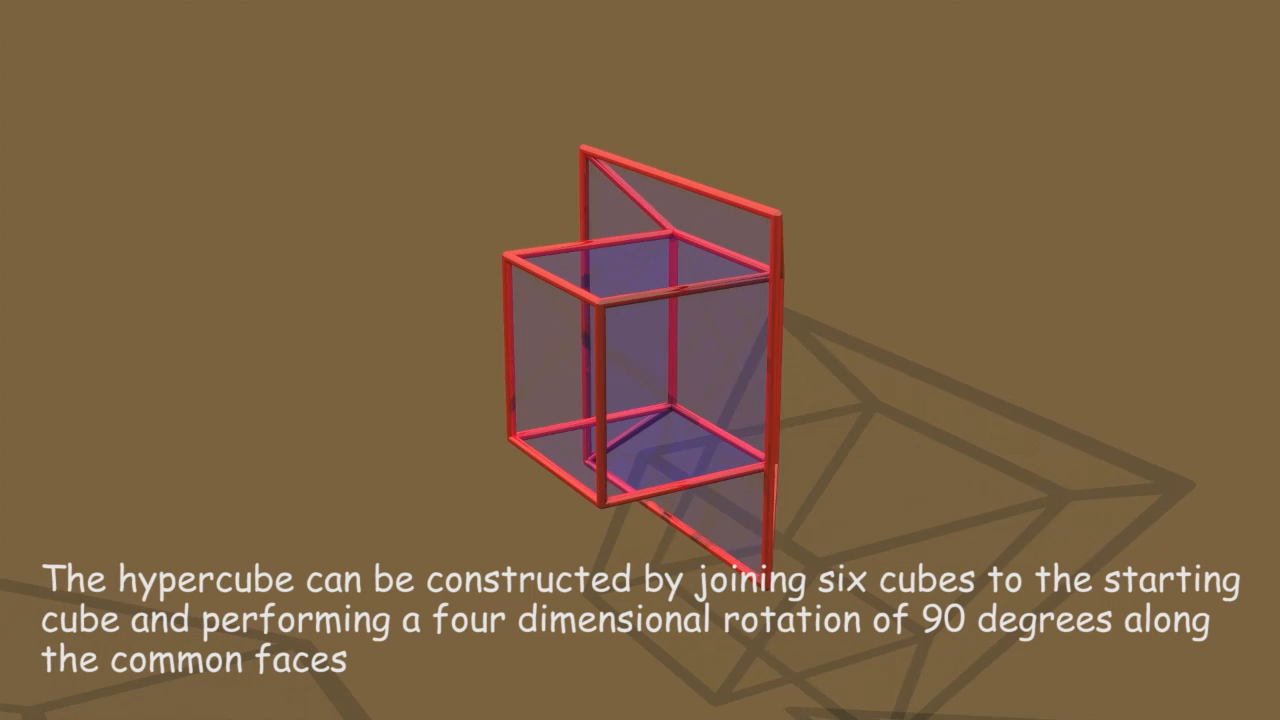 The hypercube can be constructed by joining six cubes to the starting
cube and performing a four dimensional rotation of 90 degrees along
the common faces